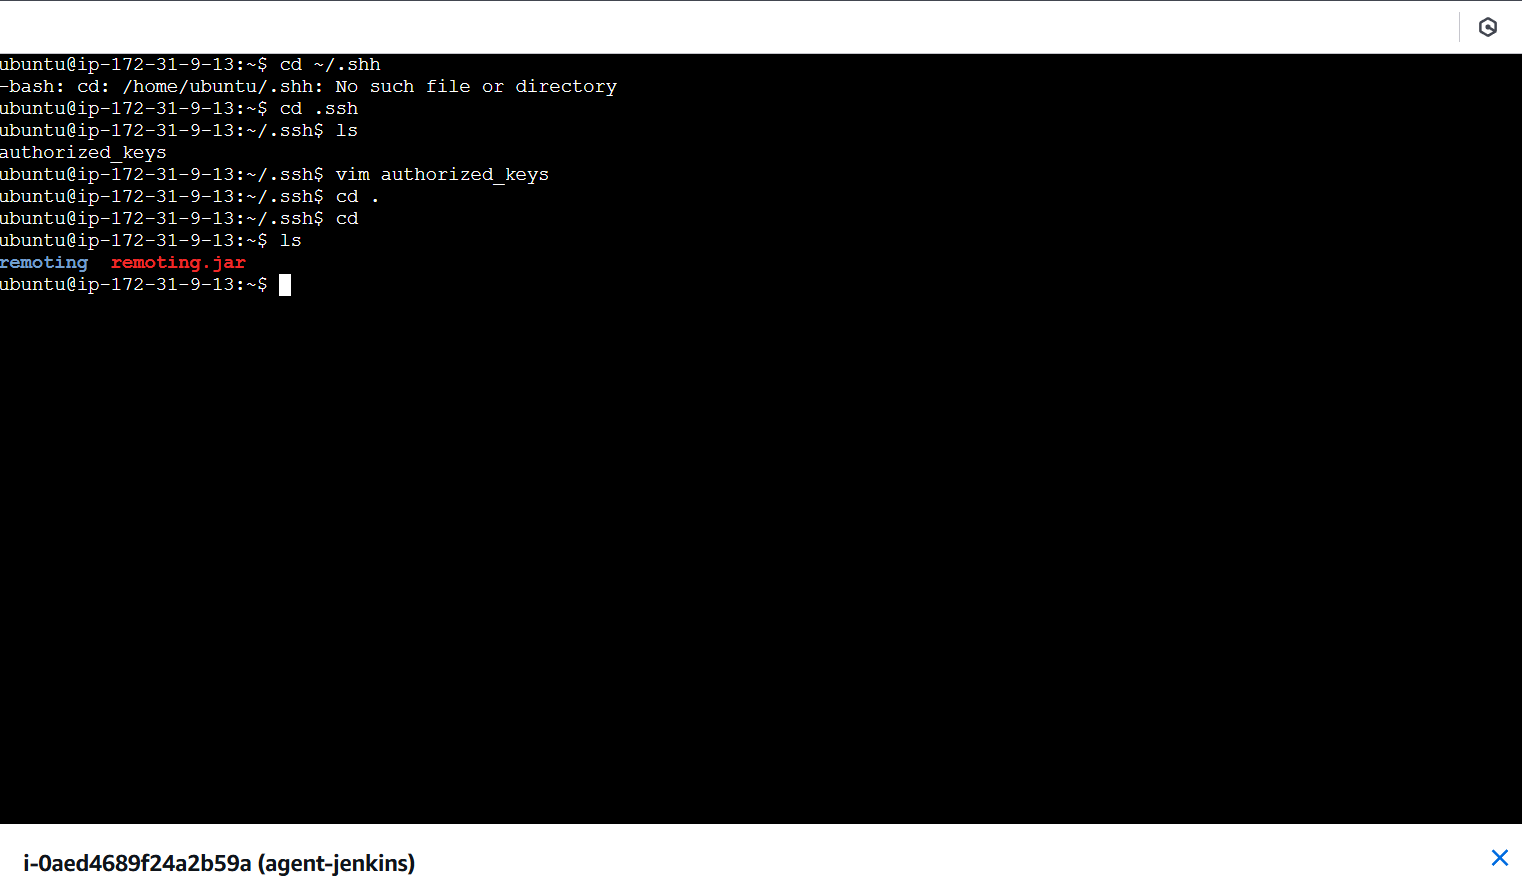 ubuntu@ip-172-31-9-13:~$ cd ~/.shh
-bash: cd: /home/ubuntu/.shh: No such file or directory
ubuntu@ip-172-31-9-13:~$ cd .ssh
ubuntu@ip-172-31-9-13:~/.ssh$ ls
authorized_keys
ubuntu@ip-172-31-9-13:~/.ssh$ vim authorized_keys
ubuntu@ip-172-31-9-13:~/.ssh$ cd .
ubuntu@ip-172-31-9-13:~/.ssh$ cd
ubuntu@ip-172-31-9-13:~$ ls
remoting  remoting.jar
ubuntu@ip-172-31-9-13:~$
i-0aed4689f24a2b59a (agent-jenkins)